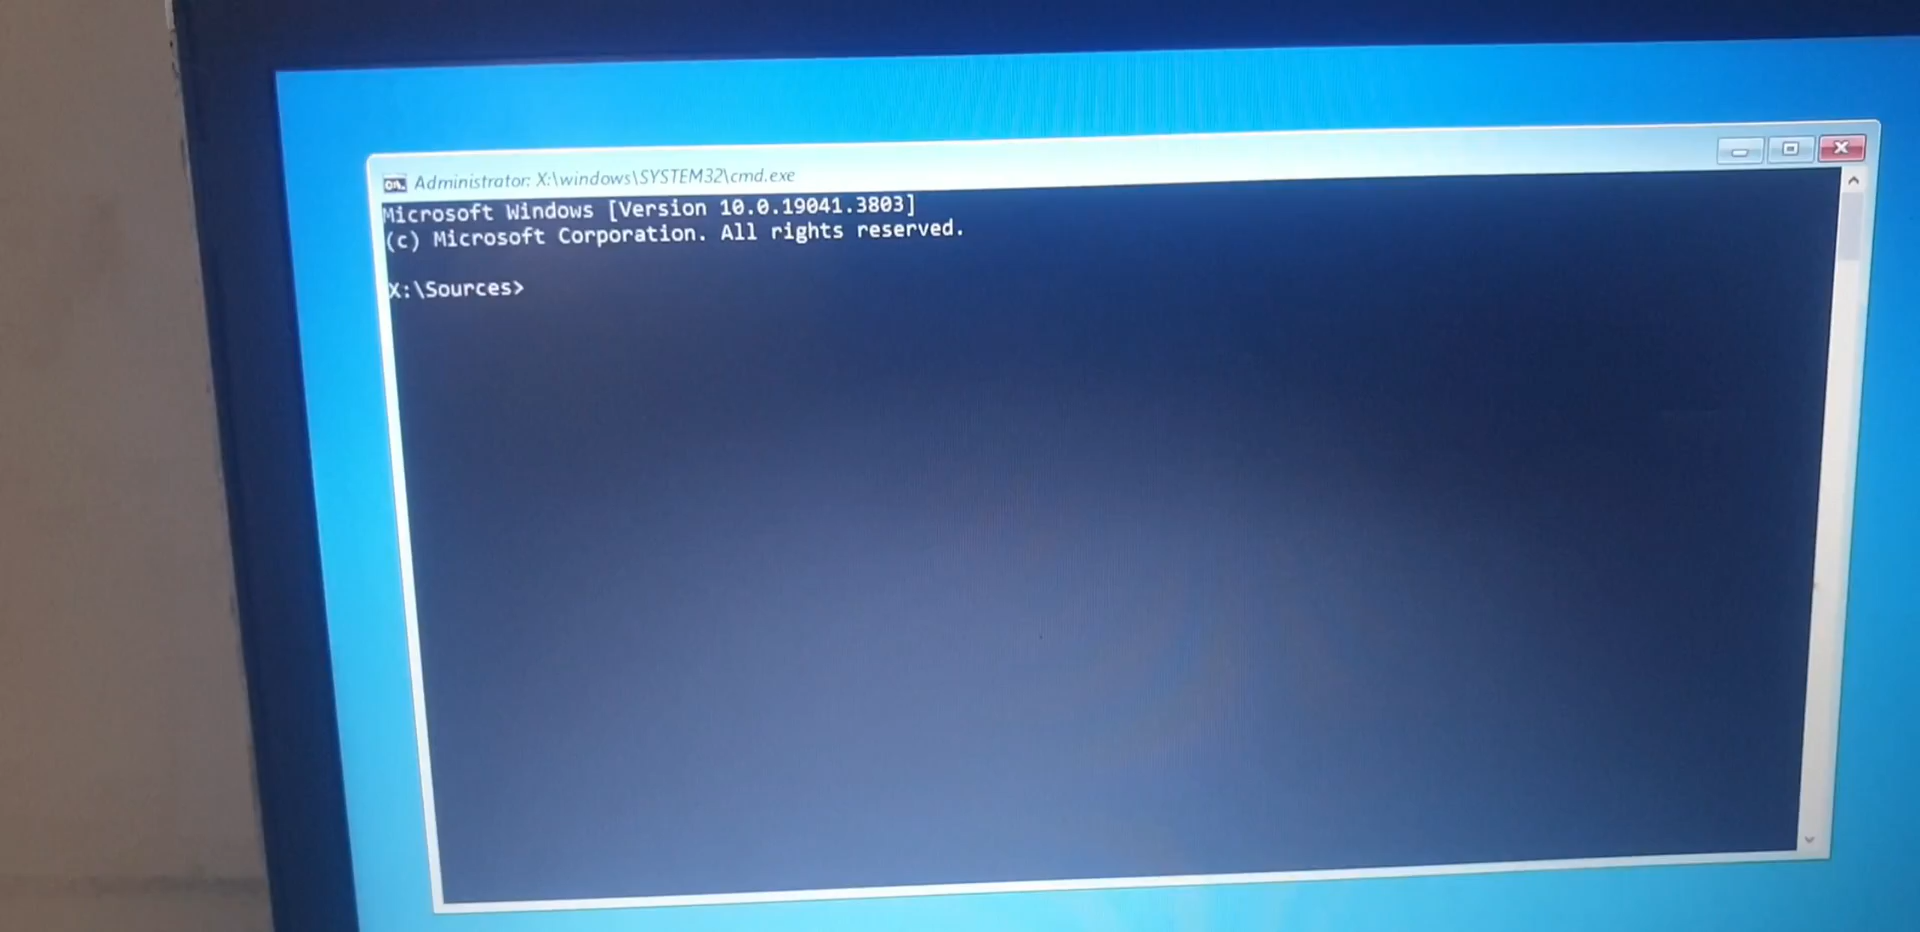 Administrator: X:\windows\SYSTEM32\cmd.exe
Microsoft Windows [Version 10.0.19041.3803]
(c) Microsoft Corporation. All rights reserved.
X:\Sources>